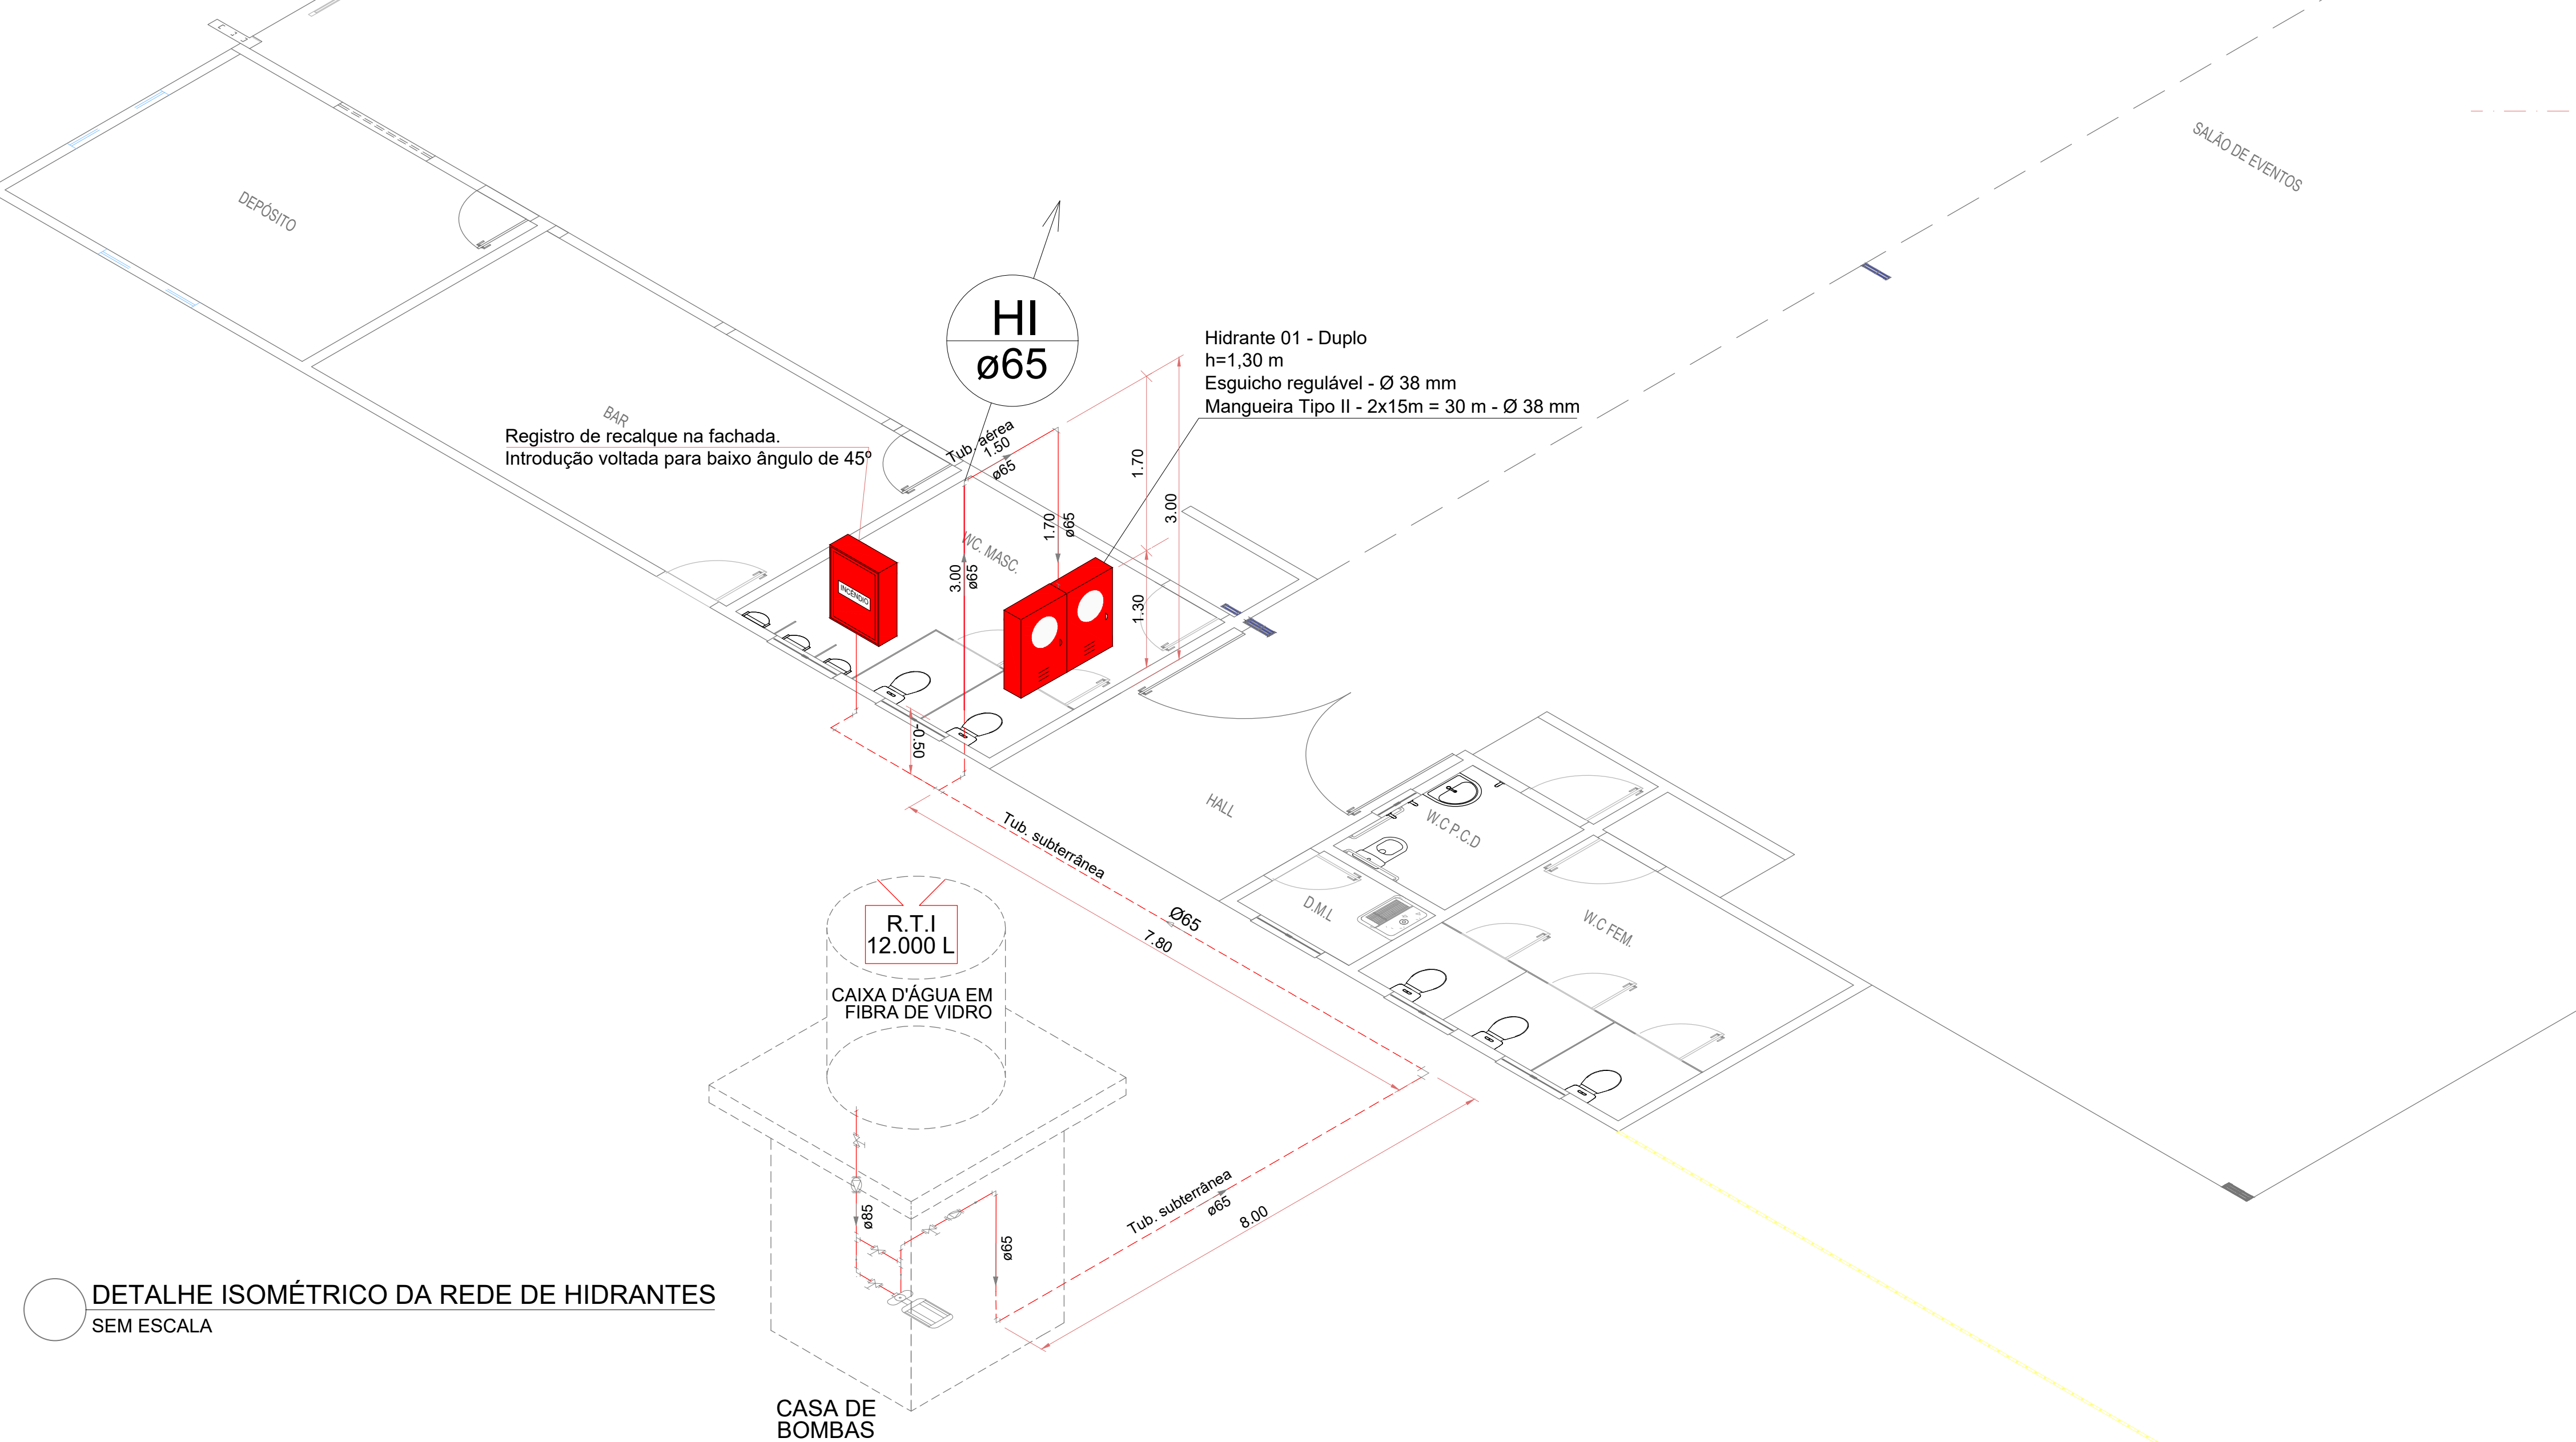 SALÃO DE EVENTOS
DEPÓSITO
HI
ø65
Hidrante 01 - Duplo
h=1,30 m
Esguicho regulável - Ø 38 mm
Mangueira Tipo II - 2x15m = 30 m - Ø 38 mm
BAR
Registro de recalque na fachada.
Introdução voltada para baixo ângulo de 45º
Tub. aérea
1.50
ø65
1.70
3.00
1.70
ø65
WC. MASC.
3.00
ø65
INCÊNDIO
1.30
-0.50
HALL
W.C P.C.D
Tub. subterrânea
D.M.L
W.C FEM.
Ø65
7.80
R.T.I
12.000 L
CAIXA D'ÁGUA EM
FIBRA DE VIDRO
Tub. subterrânea
ø65
8.00
ø85
ø65
DETALHE ISOMÉTRICO DA REDE DE HIDRANTES
SEM ESCALA
CASA DE
BOMBAS